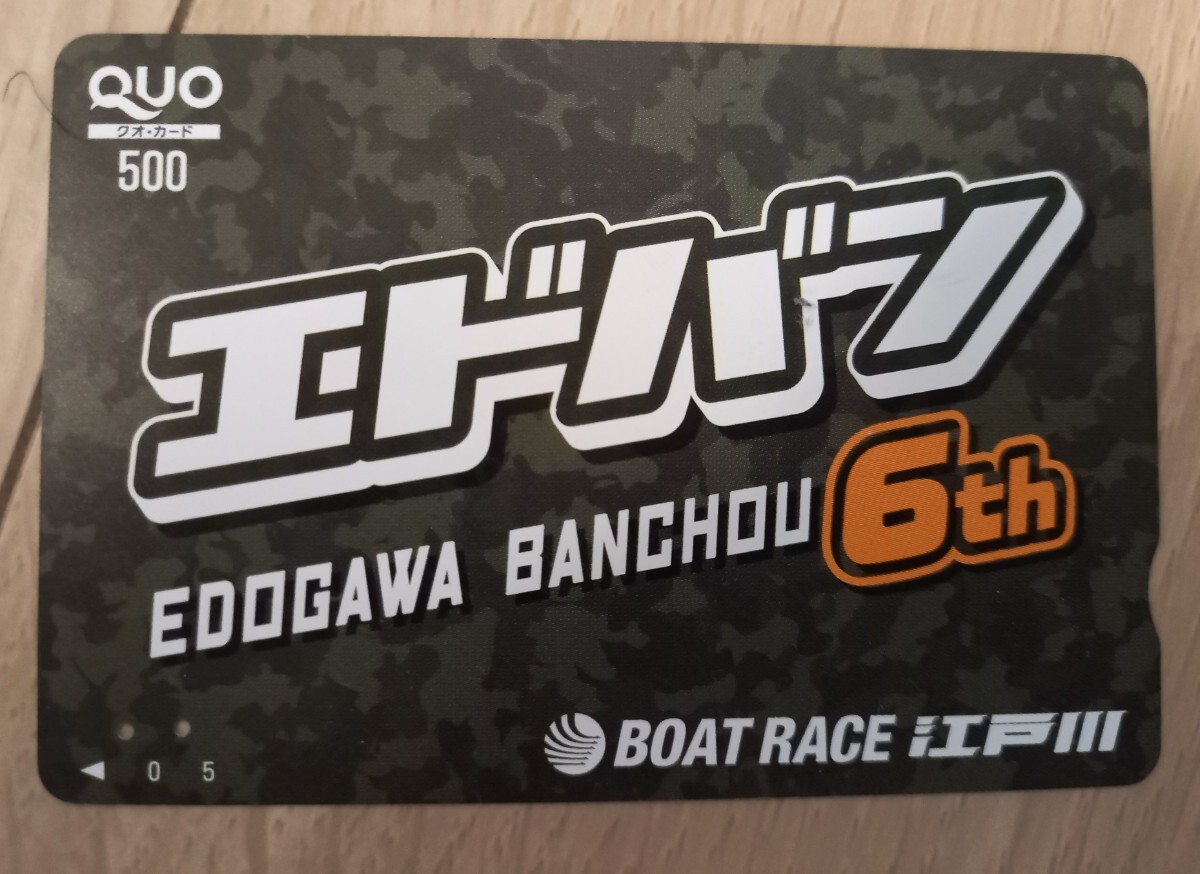 QUO
クオ・カード
500
エドバン
EDOGAWA BANCHOU 6th
BOAT RACE 江戸川
◀ 0 5